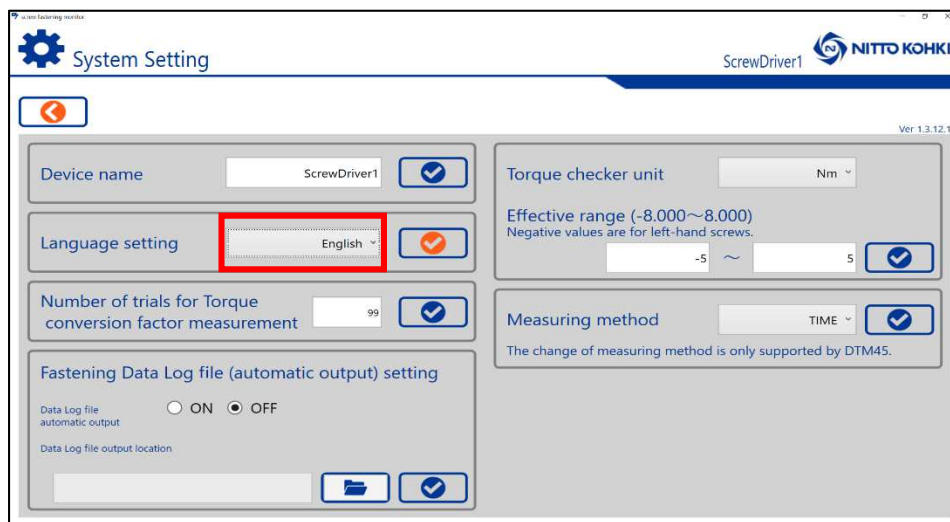 screw fastening monitor
System Setting
ScrewDriver1
NITTO KOHKI
Ver 1.3.12.1
Device name
ScrewDriver1
Language setting
English
Number of trials for Torque
conversion factor measurement
99
Fastening Data Log file (automatic output) setting
Data Log file
automatic output
ON
OFF
Data Log file output location
Torque checker unit
Nm
Effective range (-8.000～8.000)
Negative values are for left-hand screws.
-5 ～ 5
Measuring method
TIME
The change of measuring method is only supported by DTM45.